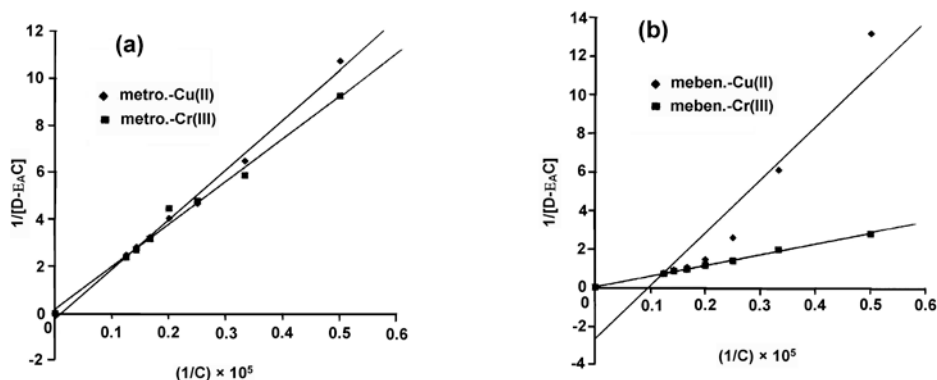 (a)
metro.-Cu(II)
metro.-Cr(III)
1/[D-EAC]
12
10
8
6
4
2
0
-2
0 0.1 0.2 0.3 0.4 0.5 0.6
(1/C) × 10⁵
(b)
meben.-Cu(II)
meben.-Cr(III)
1/[D-EAC]
14
12
10
8
6
4
2
0
-2
-4
0 0.1 0.2 0.3 0.4 0.5 0.6
(1/C) × 10⁵